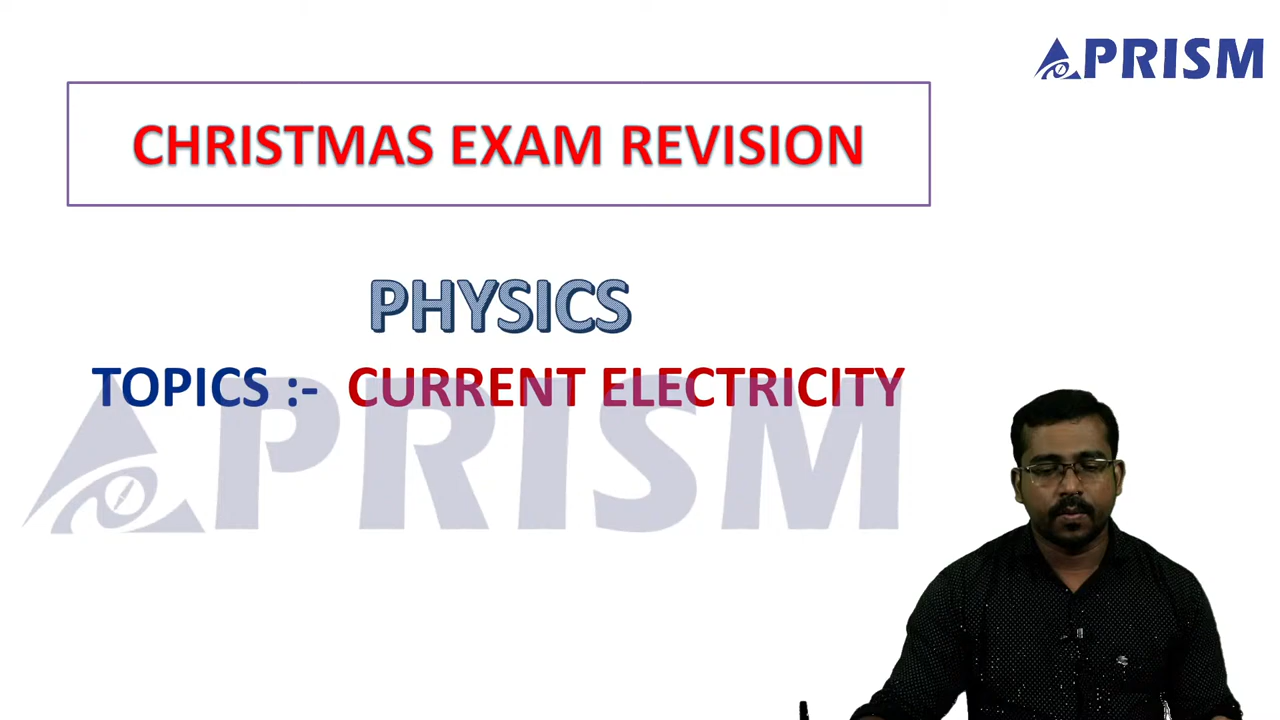 PRISM
CHRISTMAS EXAM REVISION
PHYSICS
TOPICS :- CURRENT ELECTRICITY
PRISM